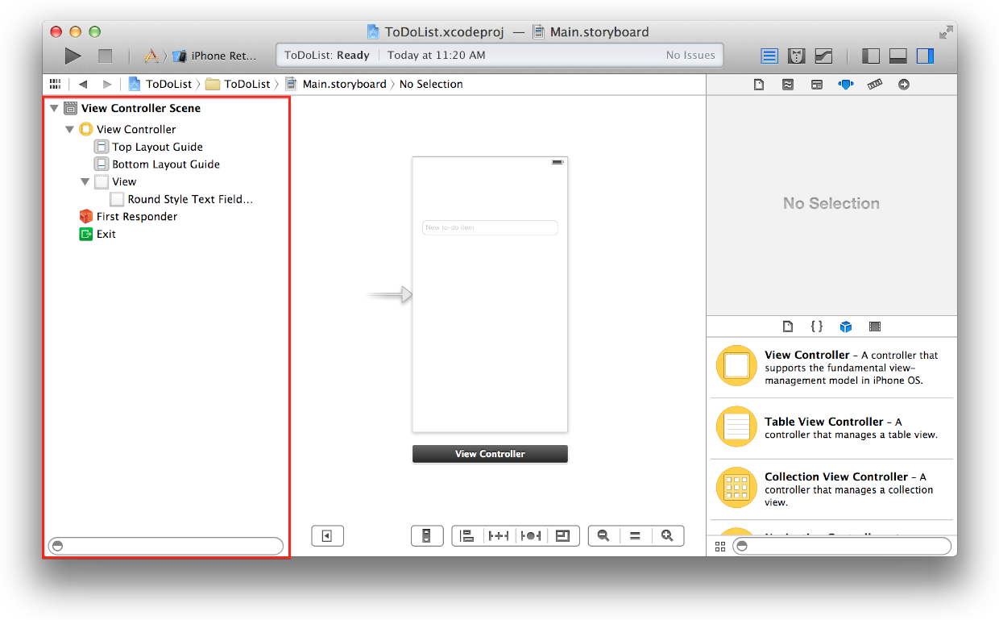 ToDoList.xcodeproj — Main.storyboard
iPhone Ret...
ToDoList: Ready
Today at 11:20 AM
No Issues
ToDoList
ToDoList
Main.storyboard
No Selection
View Controller Scene
View Controller
Top Layout Guide
Bottom Layout Guide
View
Round Style Text Field...
First Responder
Exit
New to-do item
View Controller
No Selection
{ }
View Controller – A controller that
supports the fundamental view-
management model in iPhone OS.
Table View Controller – A
controller that manages a table view.
Collection View Controller – A
controller that manages a collection
view.